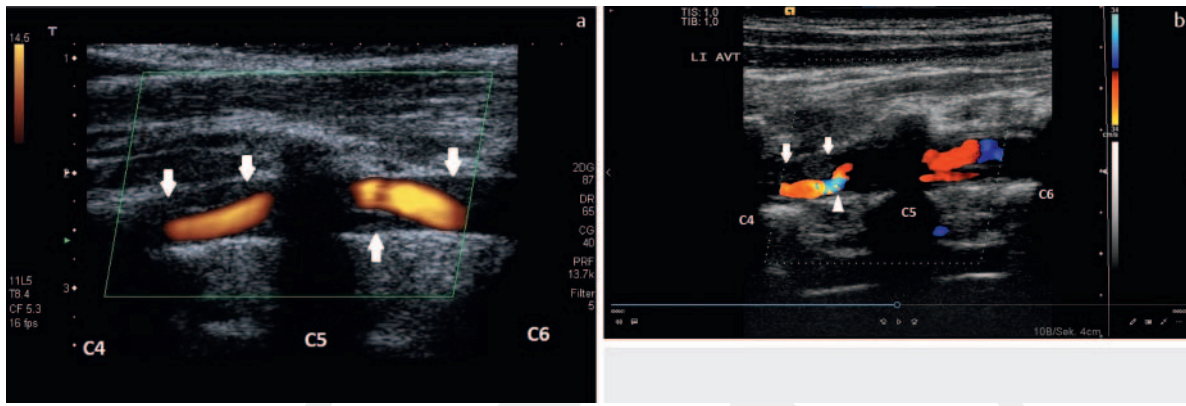 a
T
14.5
1
2
3
2DG
87
DR
65
CG
40
PRF
13.7k
Filter
5
11L5
T8.4
CF 5.3
16 fps
C4
C5
C6
TIS: 1,0
TIB: 1,0
b
34
LI AVT
34
cm/s
C4
C5
C6
10B/Sek. 4cm